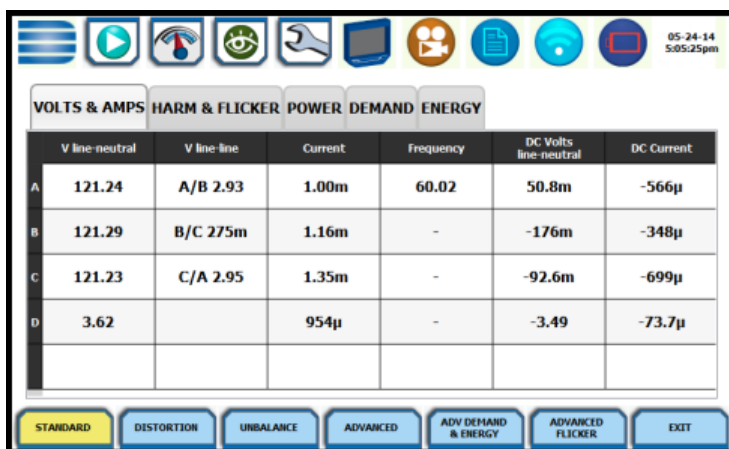 05-24-14
5:05:25pm
VOLTS & AMPS HARM & FLICKER POWER DEMAND ENERGY
V line-neutral V line-line Current Frequency DC Volts line-neutral DC Current
A 121.24 A/B 2.93 1.00m 60.02 50.8m -566µ
B 121.29 B/C 275m 1.16m - -176m -348µ
C 121.23 C/A 2.95 1.35m - -92.6m -699µ
D 3.62 954µ - -3.49 -73.7µ
STANDARD DISTORTION UNBALANCE ADVANCED ADV DEMAND & ENERGY ADVANCED FLICKER EXIT